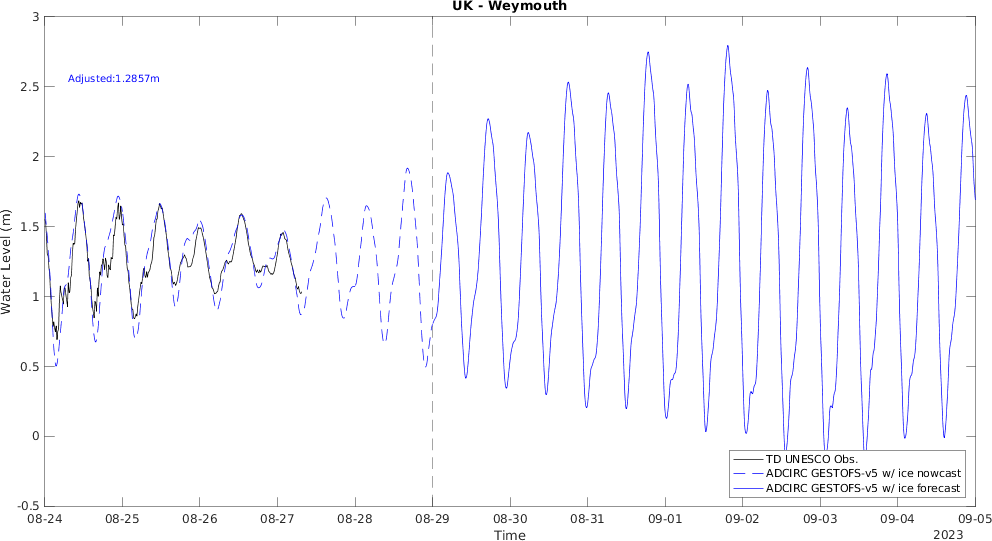 UK - Weymouth
Adjusted:1.2857m
Water Level (m)
3
2.5
2
1.5
1
0.5
0
-0.5
TD UNESCO Obs.
ADCIRC GESTOFS-v5 w/ ice nowcast
ADCIRC GESTOFS-v5 w/ ice forecast
08-24 08-25 08-26 08-27 08-28 08-29 08-30 08-31 09-01 09-02 09-03 09-04 09-05
Time
2023